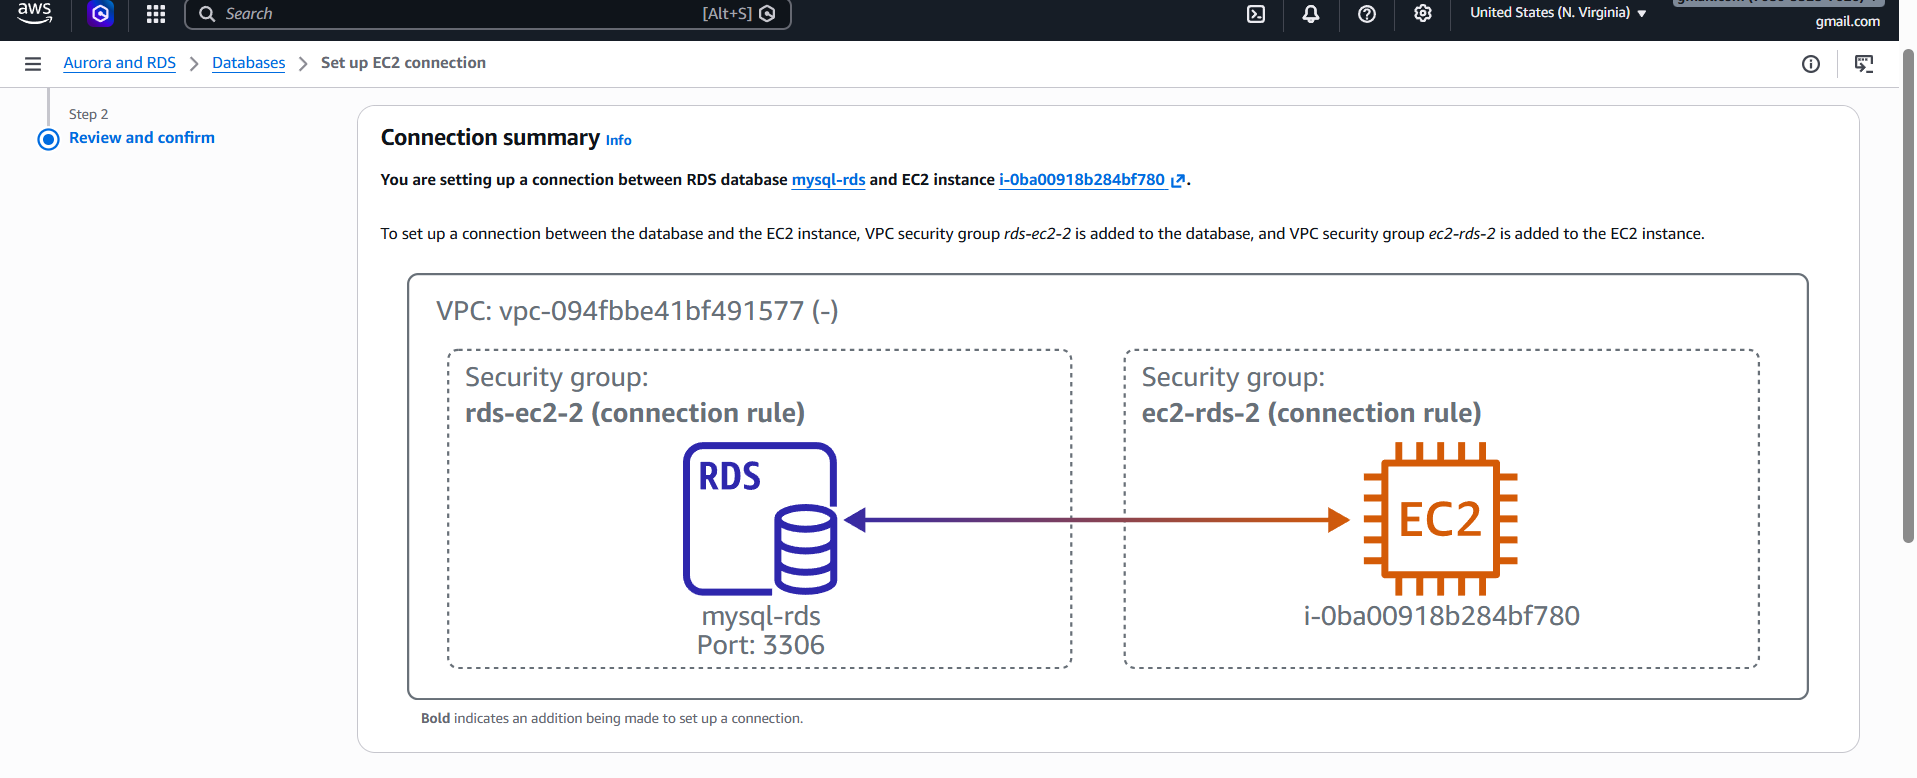 aws
Search
[Alt+S]
United States (N. Virginia)
gmail.com
Aurora and RDS
Databases
Set up EC2 connection
Step 2
Review and confirm
Connection summary Info
You are setting up a connection between RDS database mysql-rds and EC2 instance i-0ba00918b284bf780.
To set up a connection between the database and the EC2 instance, VPC security group rds-ec2-2 is added to the database, and VPC security group ec2-rds-2 is added to the EC2 instance.
VPC: vpc-094fbbe41bf491577 (-)
Security group:
rds-ec2-2 (connection rule)
RDS
mysql-rds
Port: 3306
Security group:
ec2-rds-2 (connection rule)
EC2
i-0ba00918b284bf780
Bold indicates an addition being made to set up a connection.